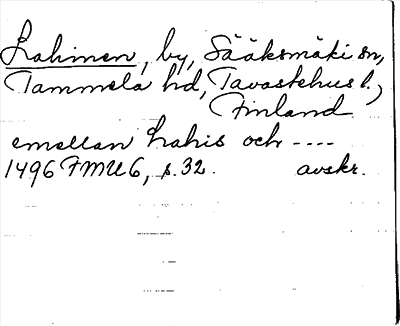 Lahinen, by, Sääksmäki sn,
Tammela hd, Tavastehus l.,
Finland
emellan Lahis och ----
1496 FMU 6, s. 32. avskr.